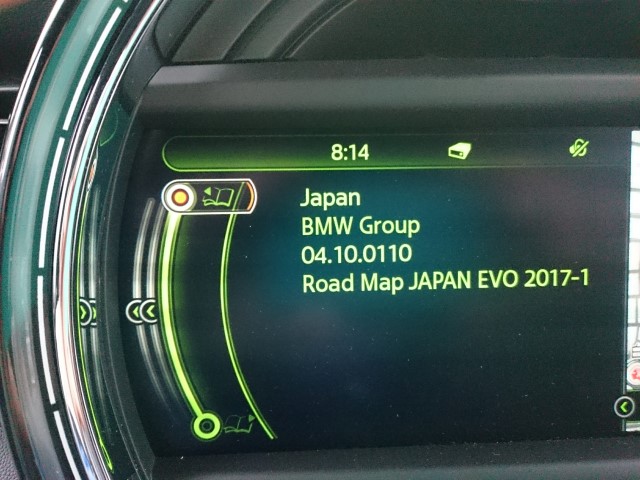 8:14
Japan
BMW Group
04.10.0110
Road Map JAPAN EVO 2017-1